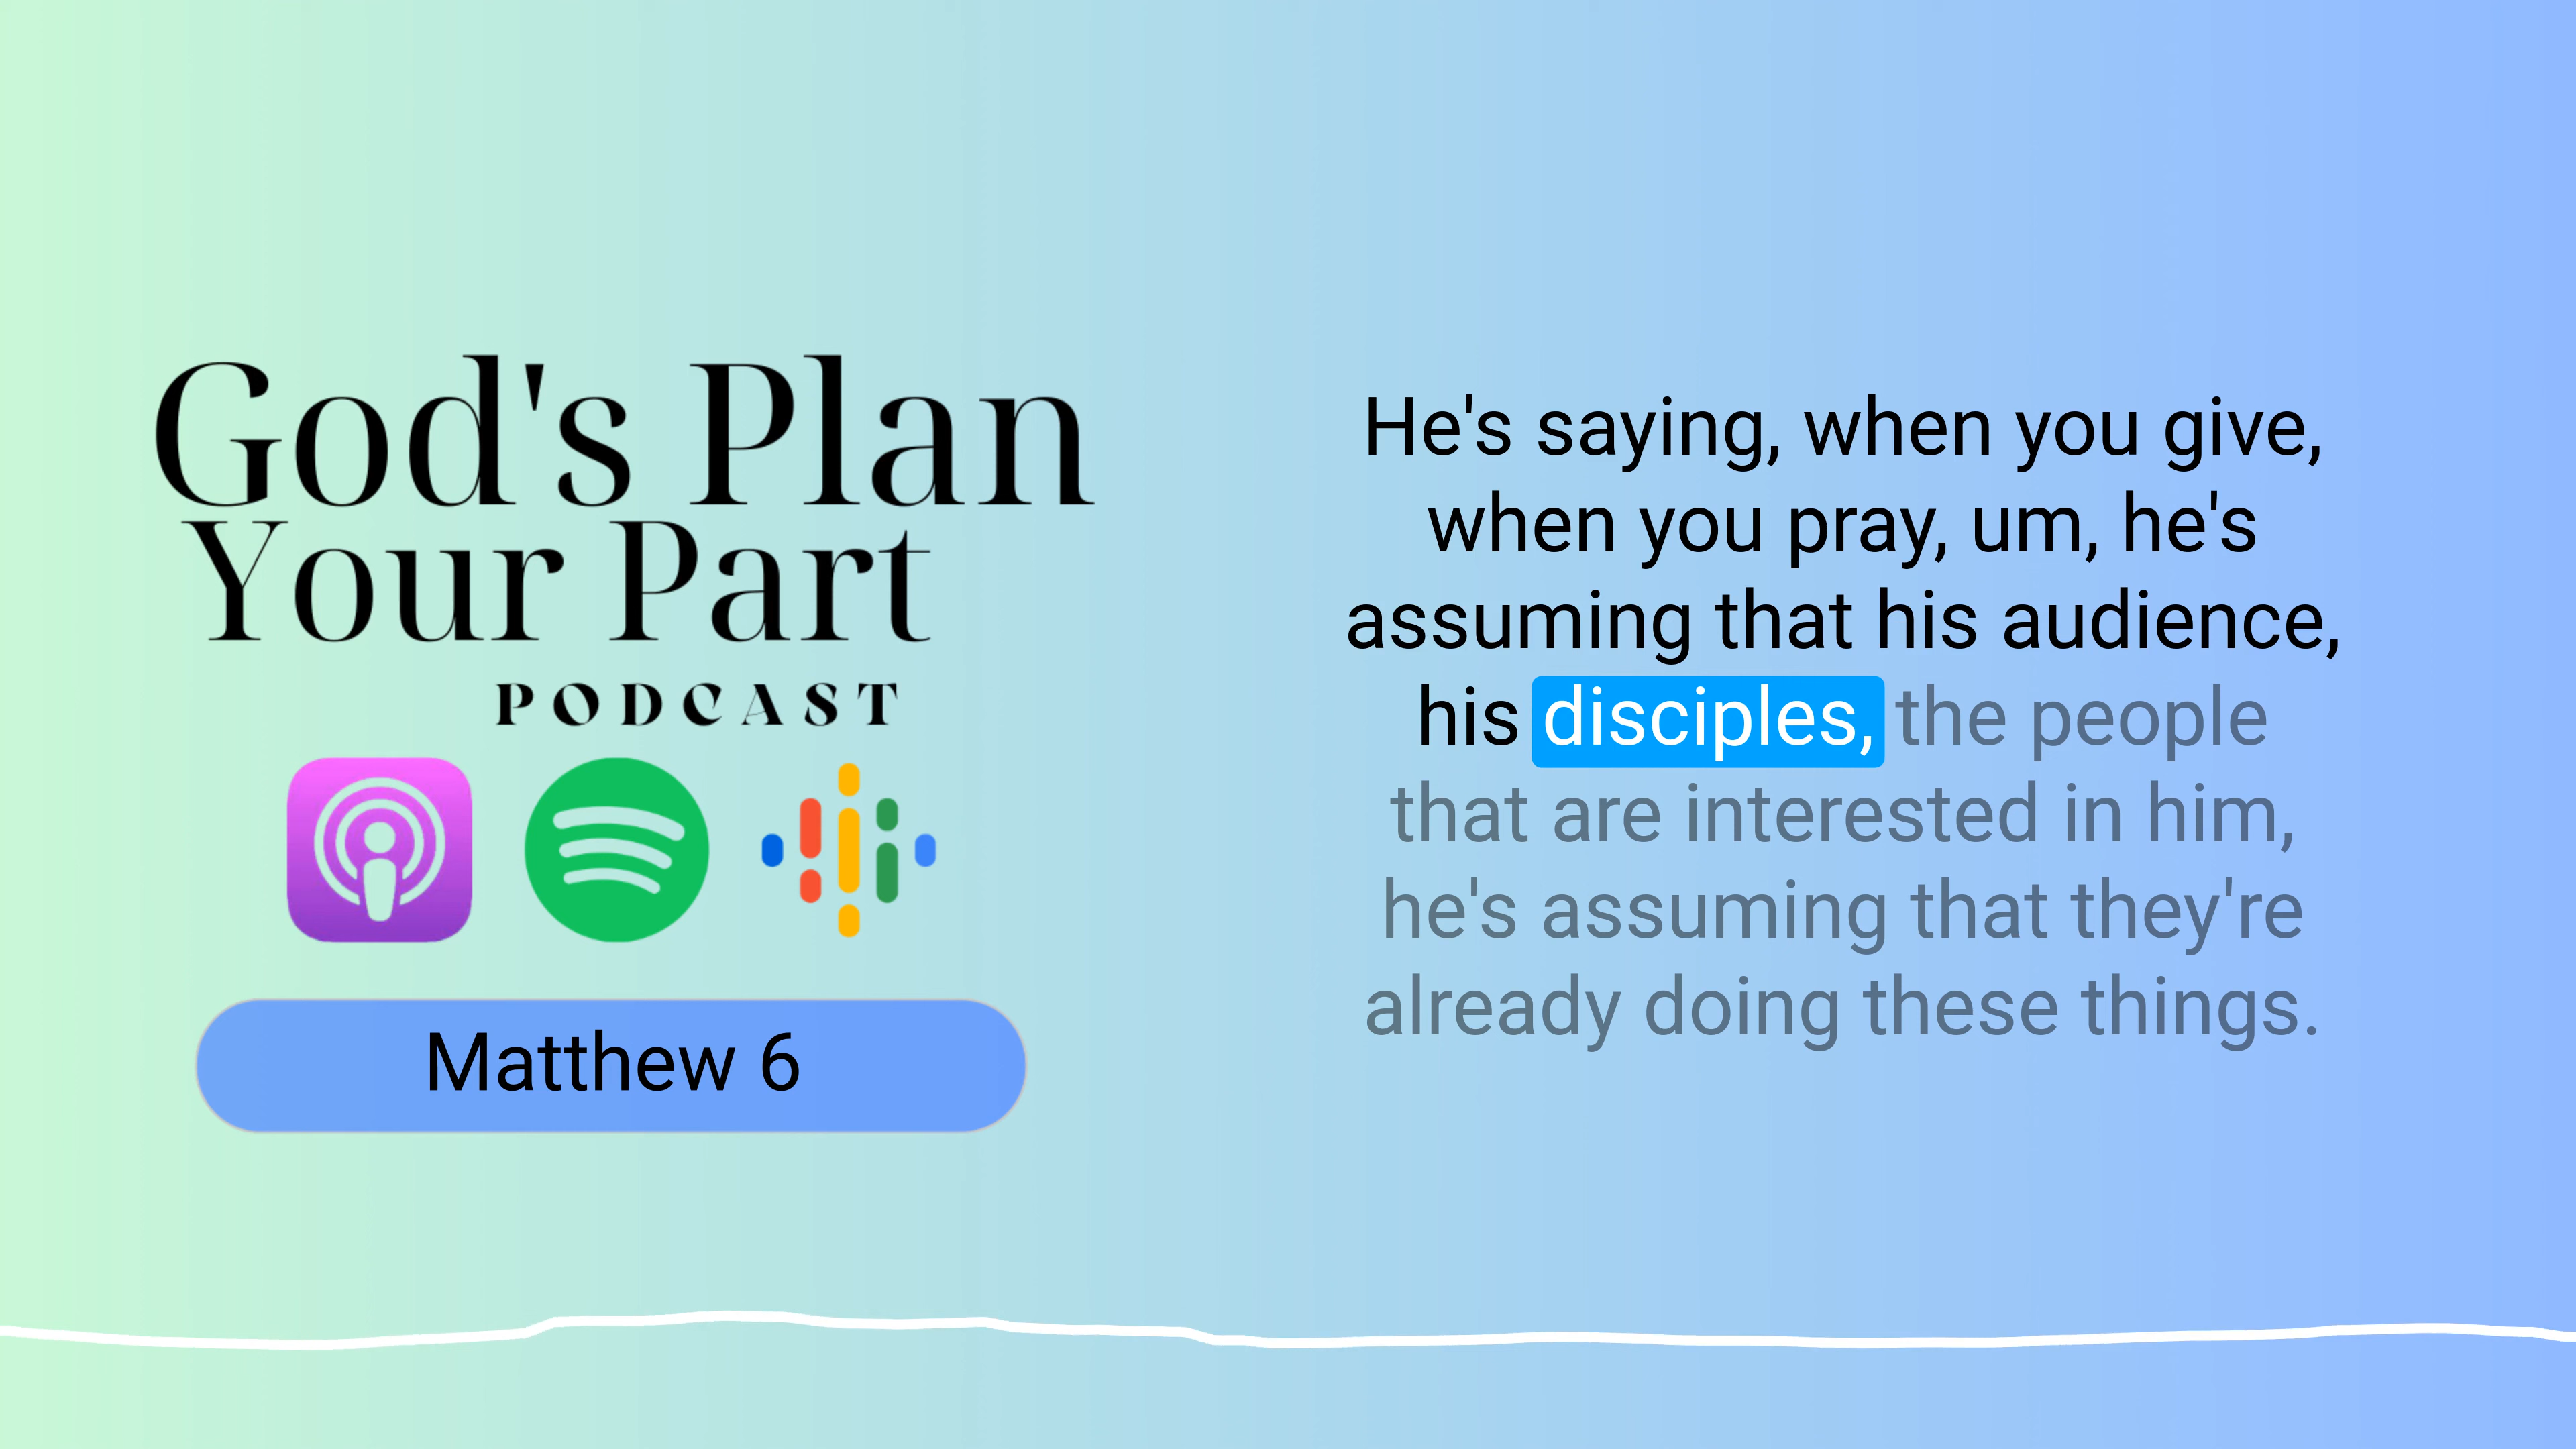 God's Plan
Your Part
PODCAST
Matthew 6
He's saying, when you give,
when you pray, um, he's
assuming that his audience,
his disciples, the people
that are interested in him,
he's assuming that they're
already doing these things.